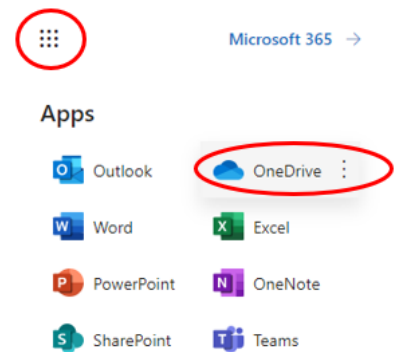 Microsoft 365 →
Apps
Outlook OneDrive
Word Excel
PowerPoint OneNote
SharePoint Teams